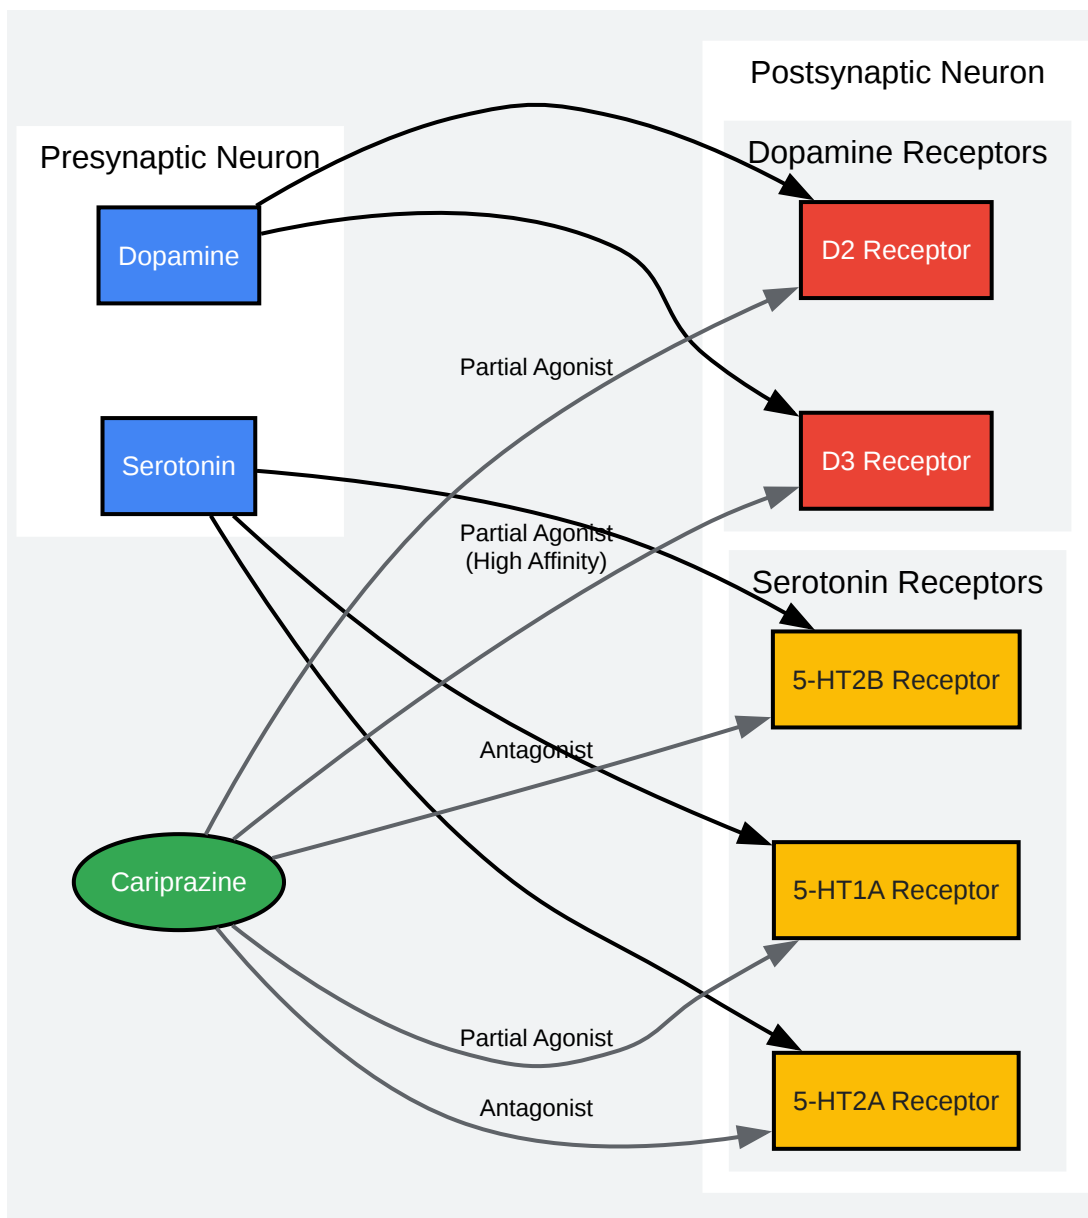 Postsynaptic Neuron
Presynaptic Neuron
Dopamine Receptors
Dopamine
D2 Receptor
Partial Agonist
Serotonin
D3 Receptor
Partial Agonist
(High Affinity)
Serotonin Receptors
5-HT2B Receptor
Antagonist
Cariprazine
5-HT1A Receptor
Partial Agonist
Antagonist
5-HT2A Receptor